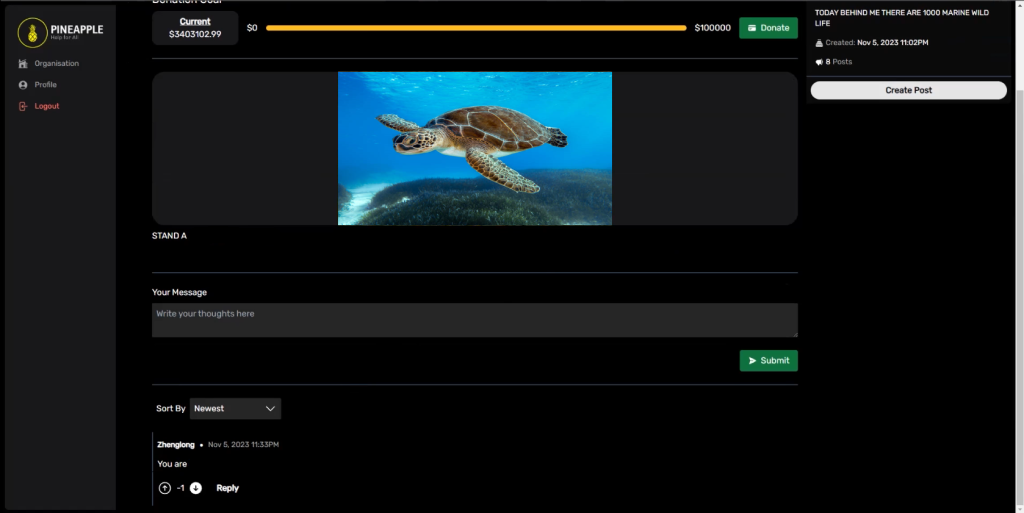 PINEAPPLE
Help for All
Organisation
Profile
Logout
Donation Goal
Current
$3403102.99
$0
$100000
Donate
STAND A
Your Message
Write your thoughts here
Submit
Sort By
Newest
Zhenglong • Nov 5, 2023 11:33PM
You are
-1
Reply
TODAY BEHIND ME THERE ARE 1000 MARINE WILD
LIFE
Created: Nov 5, 2023 11:02PM
8 Posts
Create Post